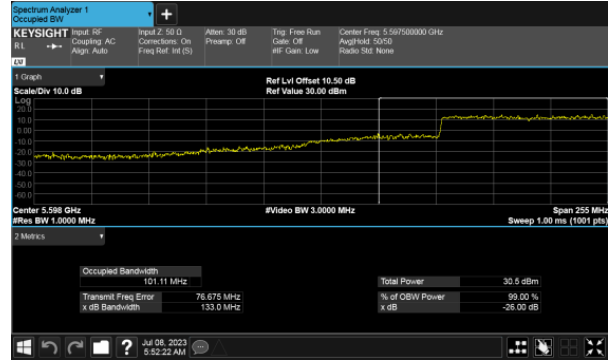 Spectrum Analyzer 1
Occupied BW
+
KEYSIGHT Input: RF Input Z: 50 Ω Atten: 30 dB Trig: Free Run Center Freq: 5.597500000 GHz
RL Coupling: AC Corrections: On Preamp: Off Gate: Off Avg|Hold: 50/50
Align: Auto Freq Ref: Int (S) #IF Gain: Low Radio Std: None
LXI
1 Graph
Ref Lvl Offset 10.50 dB
Scale/Div 10.0 dB Ref Value 30.00 dBm
Log
20.0
10.0
0.00
-10.0
-20.0
-30.0
-40.0
-50.0
-60.0
Center 5.598 GHz #Video BW 3.0000 MHz Span 255 MHz
#Res BW 1.0000 MHz Sweep 1.00 ms (1001 pts)
2 Metrics
Occupied Bandwidth
101.11 MHz Total Power 30.5 dBm
Transmit Freq Error 76.675 MHz % of OBW Power 99.00 %
x dB Bandwidth 133.0 MHz x dB -26.00 dB
? Jul 08, 2023
5:52:22 AM